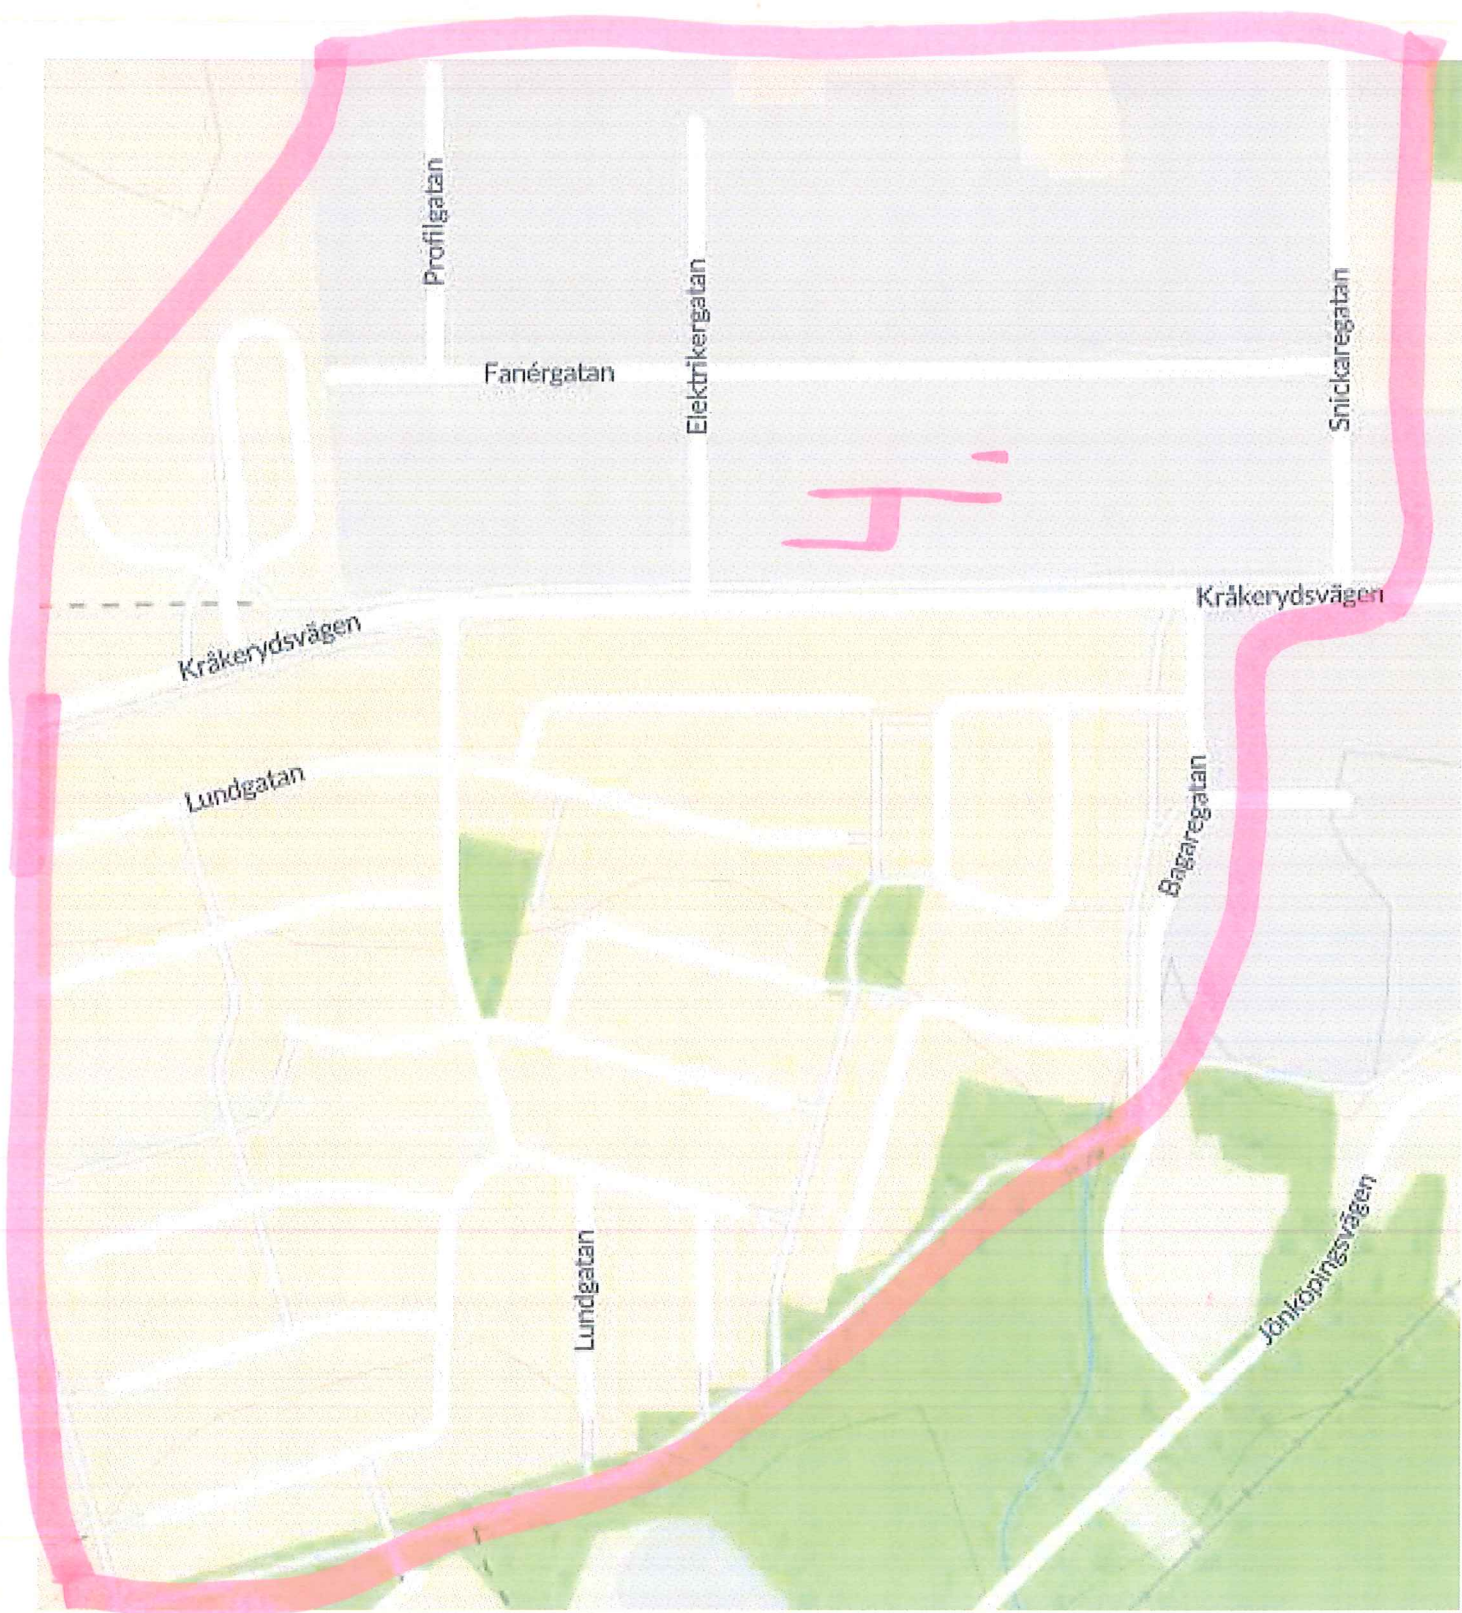 Profilgatan
Elektrikergatan
Snickaregatan
Fanérgatan
Kråkerydsvägen
Kråkerydsvägen
Lundgatan
Bagaregatan
Lundgatan
Jönköpingsvägen